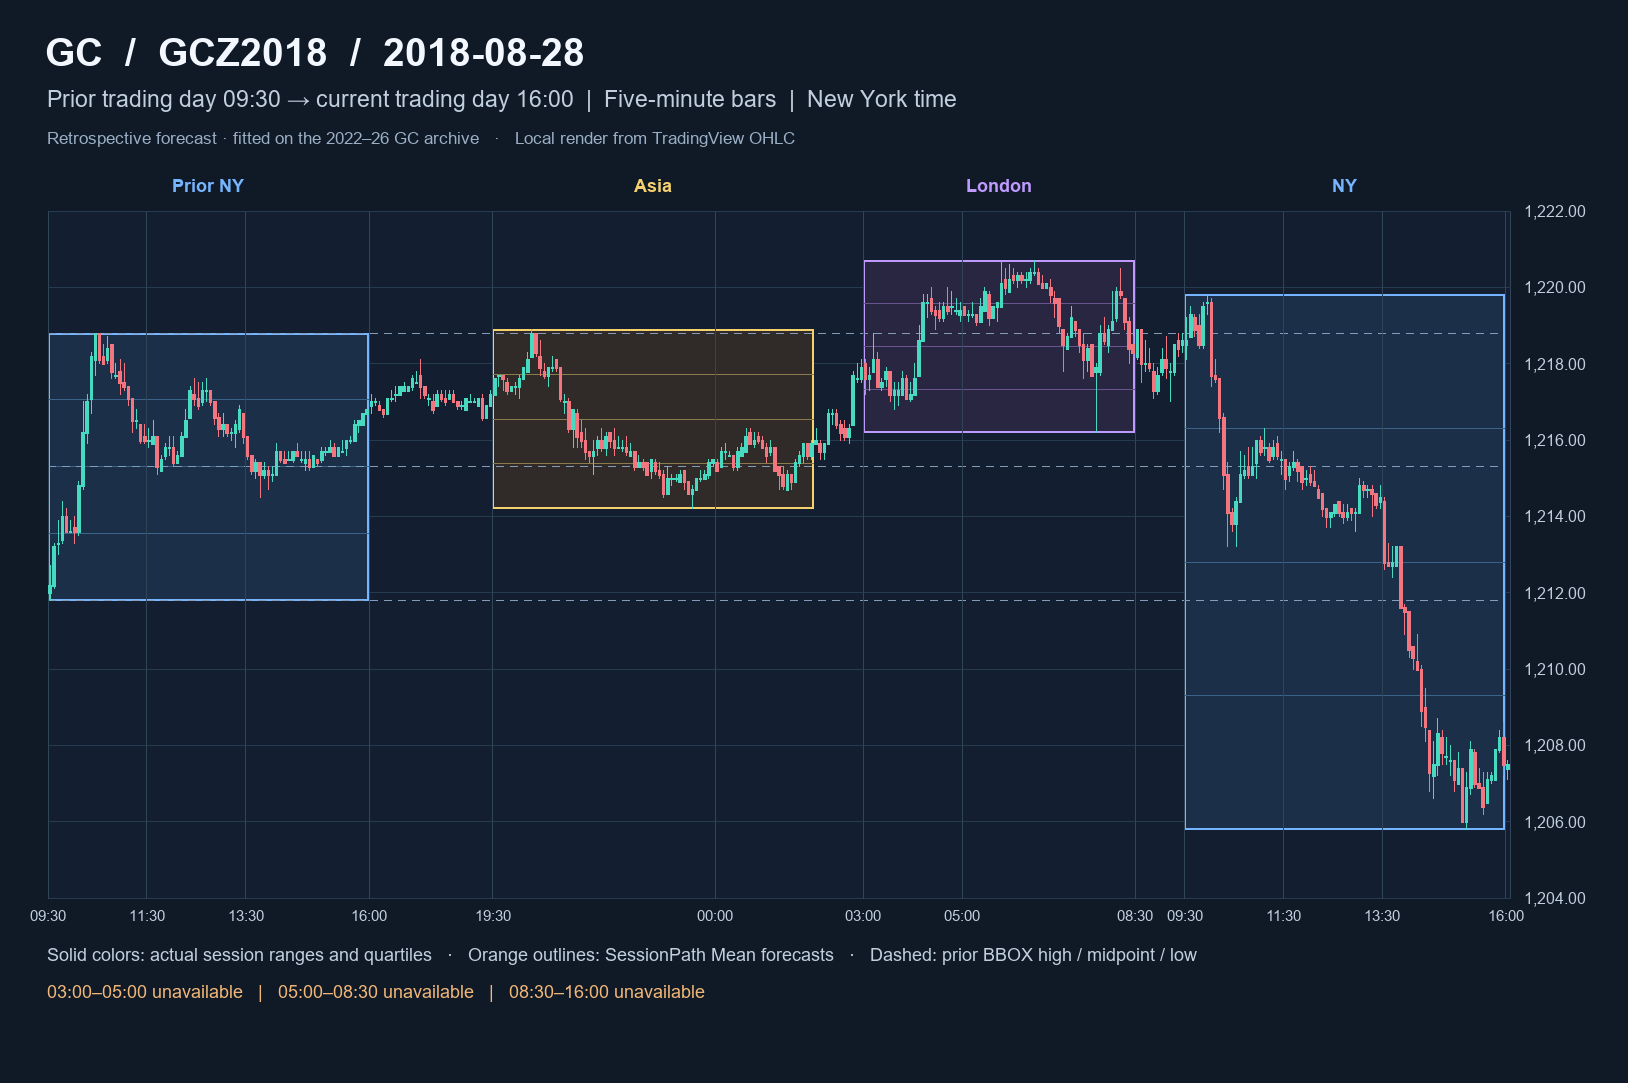 GC / GCZ2018 / 2018-08-28
Prior trading day 09:30 → current trading day 16:00 | Five-minute bars | New York time
Retrospective forecast · fitted on the 2022–26 GC archive · Local render from TradingView OHLC
Prior NY Asia London NY
1,222.00
1,220.00
1,218.00
1,216.00
1,214.00
1,212.00
1,210.00
1,208.00
1,206.00
1,204.00
09:30 11:30 13:30 16:00 19:30 00:00 03:00 05:00 08:30 09:30 11:30 13:30 16:00
Solid colors: actual session ranges and quartiles · Orange outlines: SessionPath Mean forecasts · Dashed: prior BBOX high / midpoint / low
03:00–05:00 unavailable | 05:00–08:30 unavailable | 08:30–16:00 unavailable